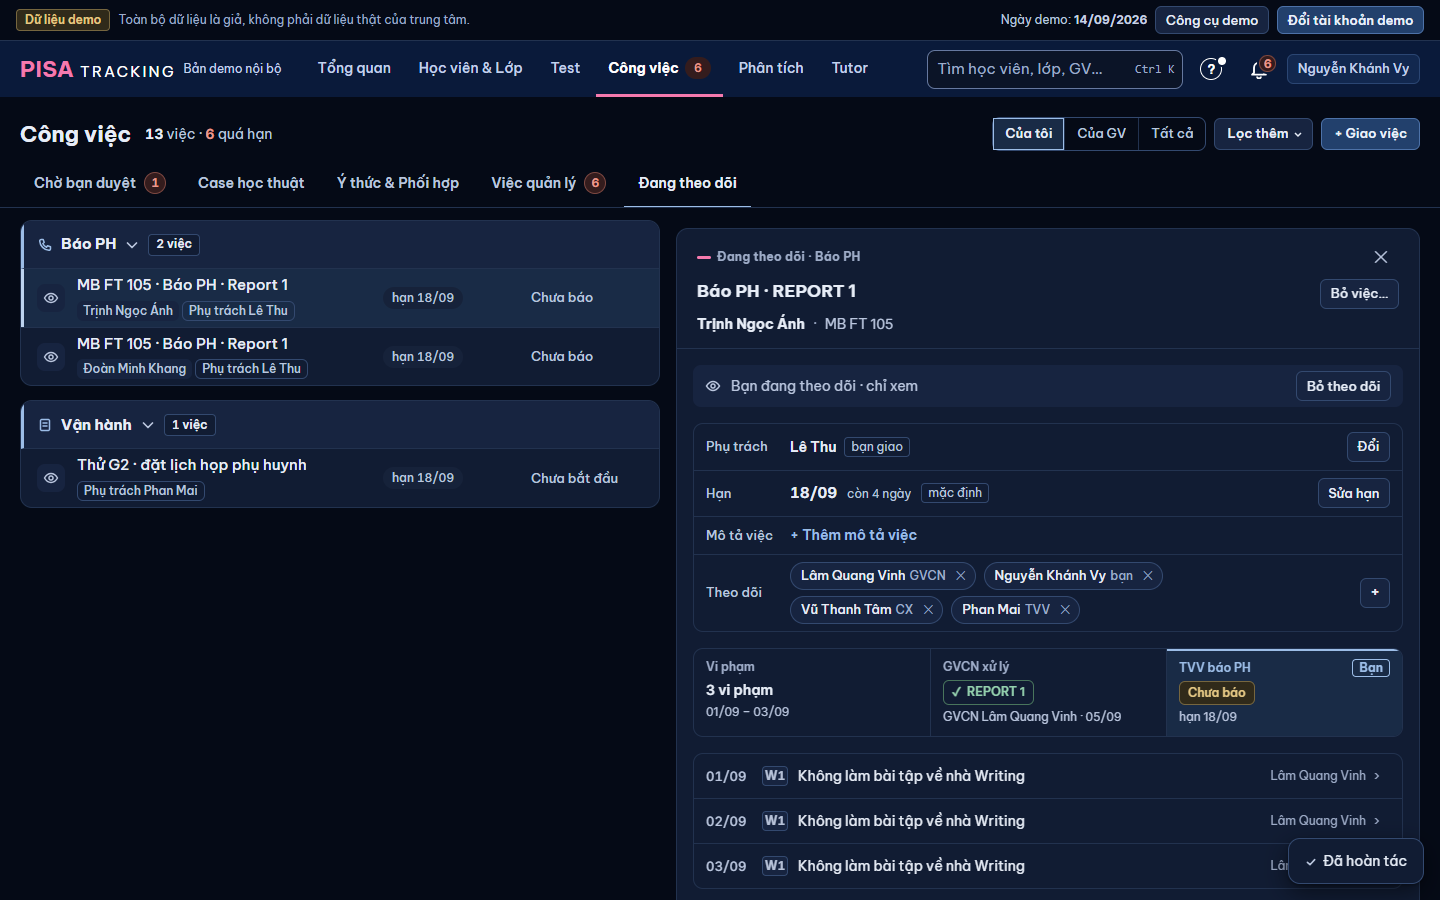 Dữ liệu demo Toàn bộ dữ liệu là giả, không phải dữ liệu thật của trung tâm. Ngày demo: 14/09/2026 Công cụ demo Đổi tài khoản demo
PISA TRACKING Bản demo nội bộ Tổng quan Học viên & Lớp Test Công việc 6 Phân tích Tutor Tìm học viên, lớp, GV... Ctrl K ? 6 Nguyễn Khánh Vy
Công việc 13 việc · 6 quá hạn Của tôi Của GV Tất cả Lọc thêm + Giao việc
Chờ bạn duyệt 1 Case học thuật Ý thức & Phối hợp Việc quản lý 6 Đang theo dõi
Báo PH 2 việc
MB FT 105 · Báo PH · Report 1
Trịnh Ngọc Ánh Phụ trách Lê Thu hạn 18/09 Chưa báo
MB FT 105 · Báo PH · Report 1
Đoàn Minh Khang Phụ trách Lê Thu hạn 18/09 Chưa báo
Vận hành 1 việc
Thử G2 · đặt lịch họp phụ huynh
Phụ trách Phan Mai hạn 18/09 Chưa bắt đầu
Đang theo dõi · Báo PH
Báo PH · REPORT 1 Bỏ việc...
Trịnh Ngọc Ánh · MB FT 105
Bạn đang theo dõi · chỉ xem Bỏ theo dõi
Phụ trách Lê Thu bạn giao Đổi
Hạn 18/09 còn 4 ngày mặc định Sửa hạn
Mô tả việc + Thêm mô tả việc
Theo dõi Lâm Quang Vinh GVCN × Nguyễn Khánh Vy bạn ×
Vũ Thanh Tâm CX × Phan Mai TVV × +
Vi phạm
3 vi phạm
01/09 – 03/09
GVCN xử lý
✓ REPORT 1
GVCN Lâm Quang Vinh · 05/09
TVV báo PH Bạn
Chưa báo
hạn 18/09
01/09 W1 Không làm bài tập về nhà Writing Lâm Quang Vinh ›
02/09 W1 Không làm bài tập về nhà Writing Lâm Quang Vinh ›
03/09 W1 Không làm bài tập về nhà Writing
✓ Đã hoàn tác